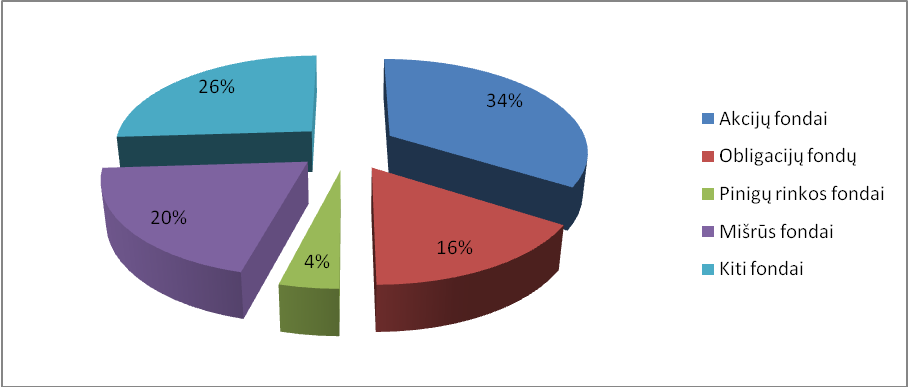 26%
34%
20%
4%
16%
Akcijų fondai
Obligacijų fondų
Pinigų rinkos fondai
Mišrūs fondai
Kiti fondai